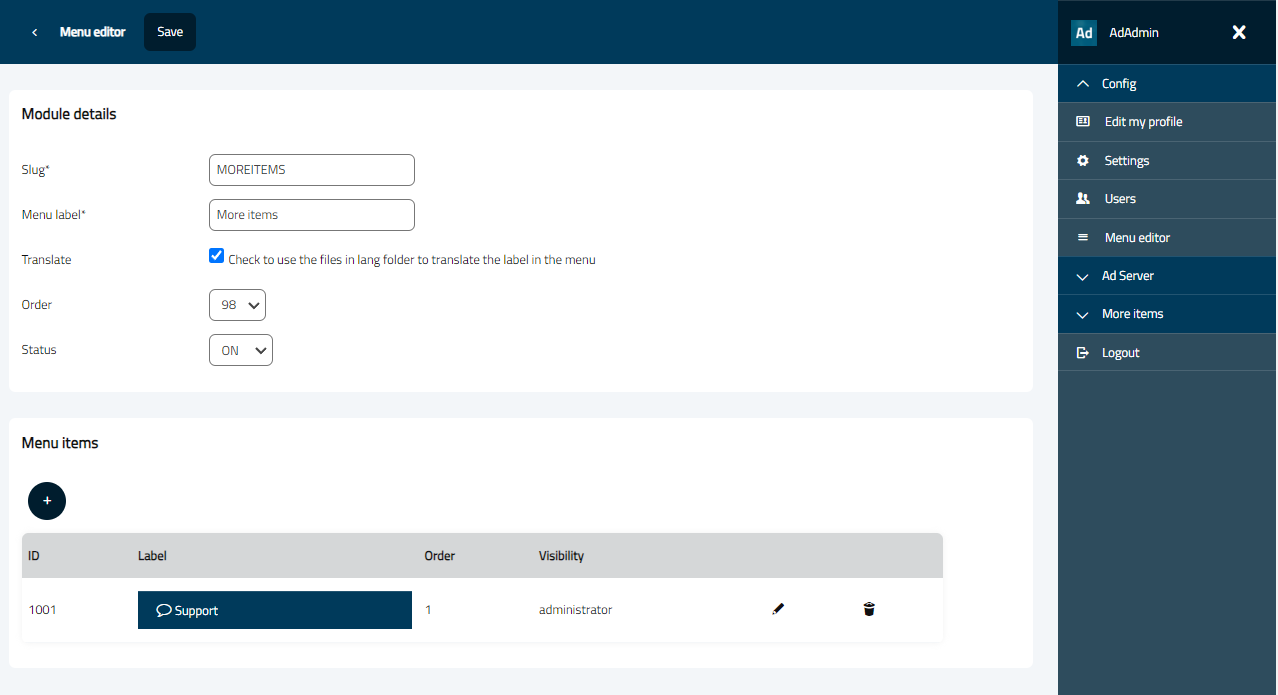 Menu editor Save
Module details
Slug* MOREITEMS
Menu label* More items
Translate Check to use the files in lang folder to translate the label in the menu
Order 98
Status ON
Menu items
+
ID Label Order Visibility
1001 Support 1 administrator
Ad AdAdmin
Config
Edit my profile
Settings
Users
Menu editor
Ad Server
More items
Logout